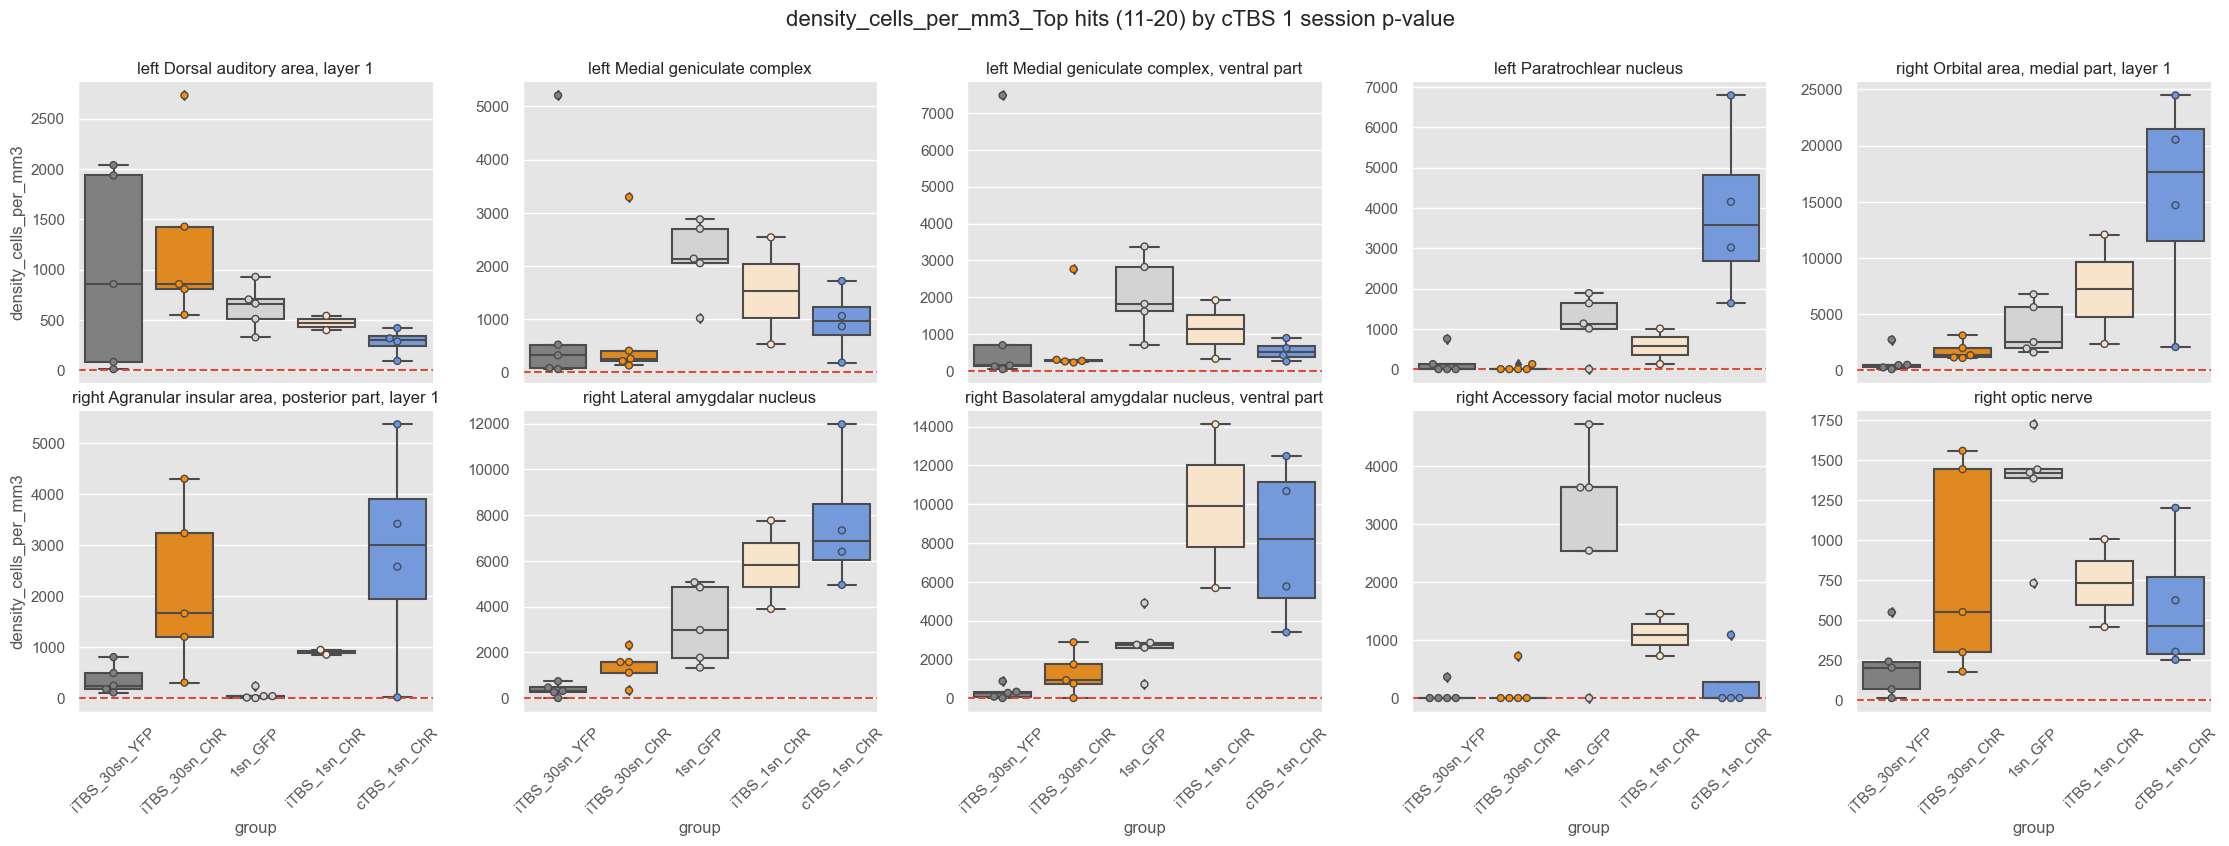 density_cells_per_mm3_Top hits (11-20) by cTBS 1 session p-value
left Dorsal auditory area, layer 1
left Medial geniculate complex
left Medial geniculate complex, ventral part
left Paratrochlear nucleus
right Orbital area, medial part, layer 1
density_cells_per_mm3
2500
2000
1500
1000
500
0
5000
4000
3000
2000
1000
0
7000
6000
5000
4000
3000
2000
1000
0
7000
6000
5000
4000
3000
2000
1000
0
25000
20000
15000
10000
5000
0
right Agranular insular area, posterior part, layer 1
right Lateral amygdalar nucleus
right Basolateral amygdalar nucleus, ventral part
right Accessory facial motor nucleus
right optic nerve
density_cells_per_mm3
5000
4000
3000
2000
1000
0
12000
10000
8000
6000
4000
2000
0
14000
12000
10000
8000
6000
4000
2000
0
4000
3000
2000
1000
0
1750
1500
1250
1000
750
500
250
0
iTBS_30sn_YFP
iTBS_30sn_ChR
1sn_GFP
iTBS_1sn_ChR
cTBS_1sn_ChR
iTBS_30sn_YFP
iTBS_30sn_ChR
1sn_GFP
iTBS_1sn_ChR
cTBS_1sn_ChR
iTBS_30sn_YFP
iTBS_30sn_ChR
1sn_GFP
iTBS_1sn_ChR
cTBS_1sn_ChR
iTBS_30sn_YFP
iTBS_30sn_ChR
1sn_GFP
iTBS_1sn_ChR
cTBS_1sn_ChR
iTBS_30sn_YFP
iTBS_30sn_ChR
1sn_GFP
iTBS_1sn_ChR
cTBS_1sn_ChR
group
group
group
group
group